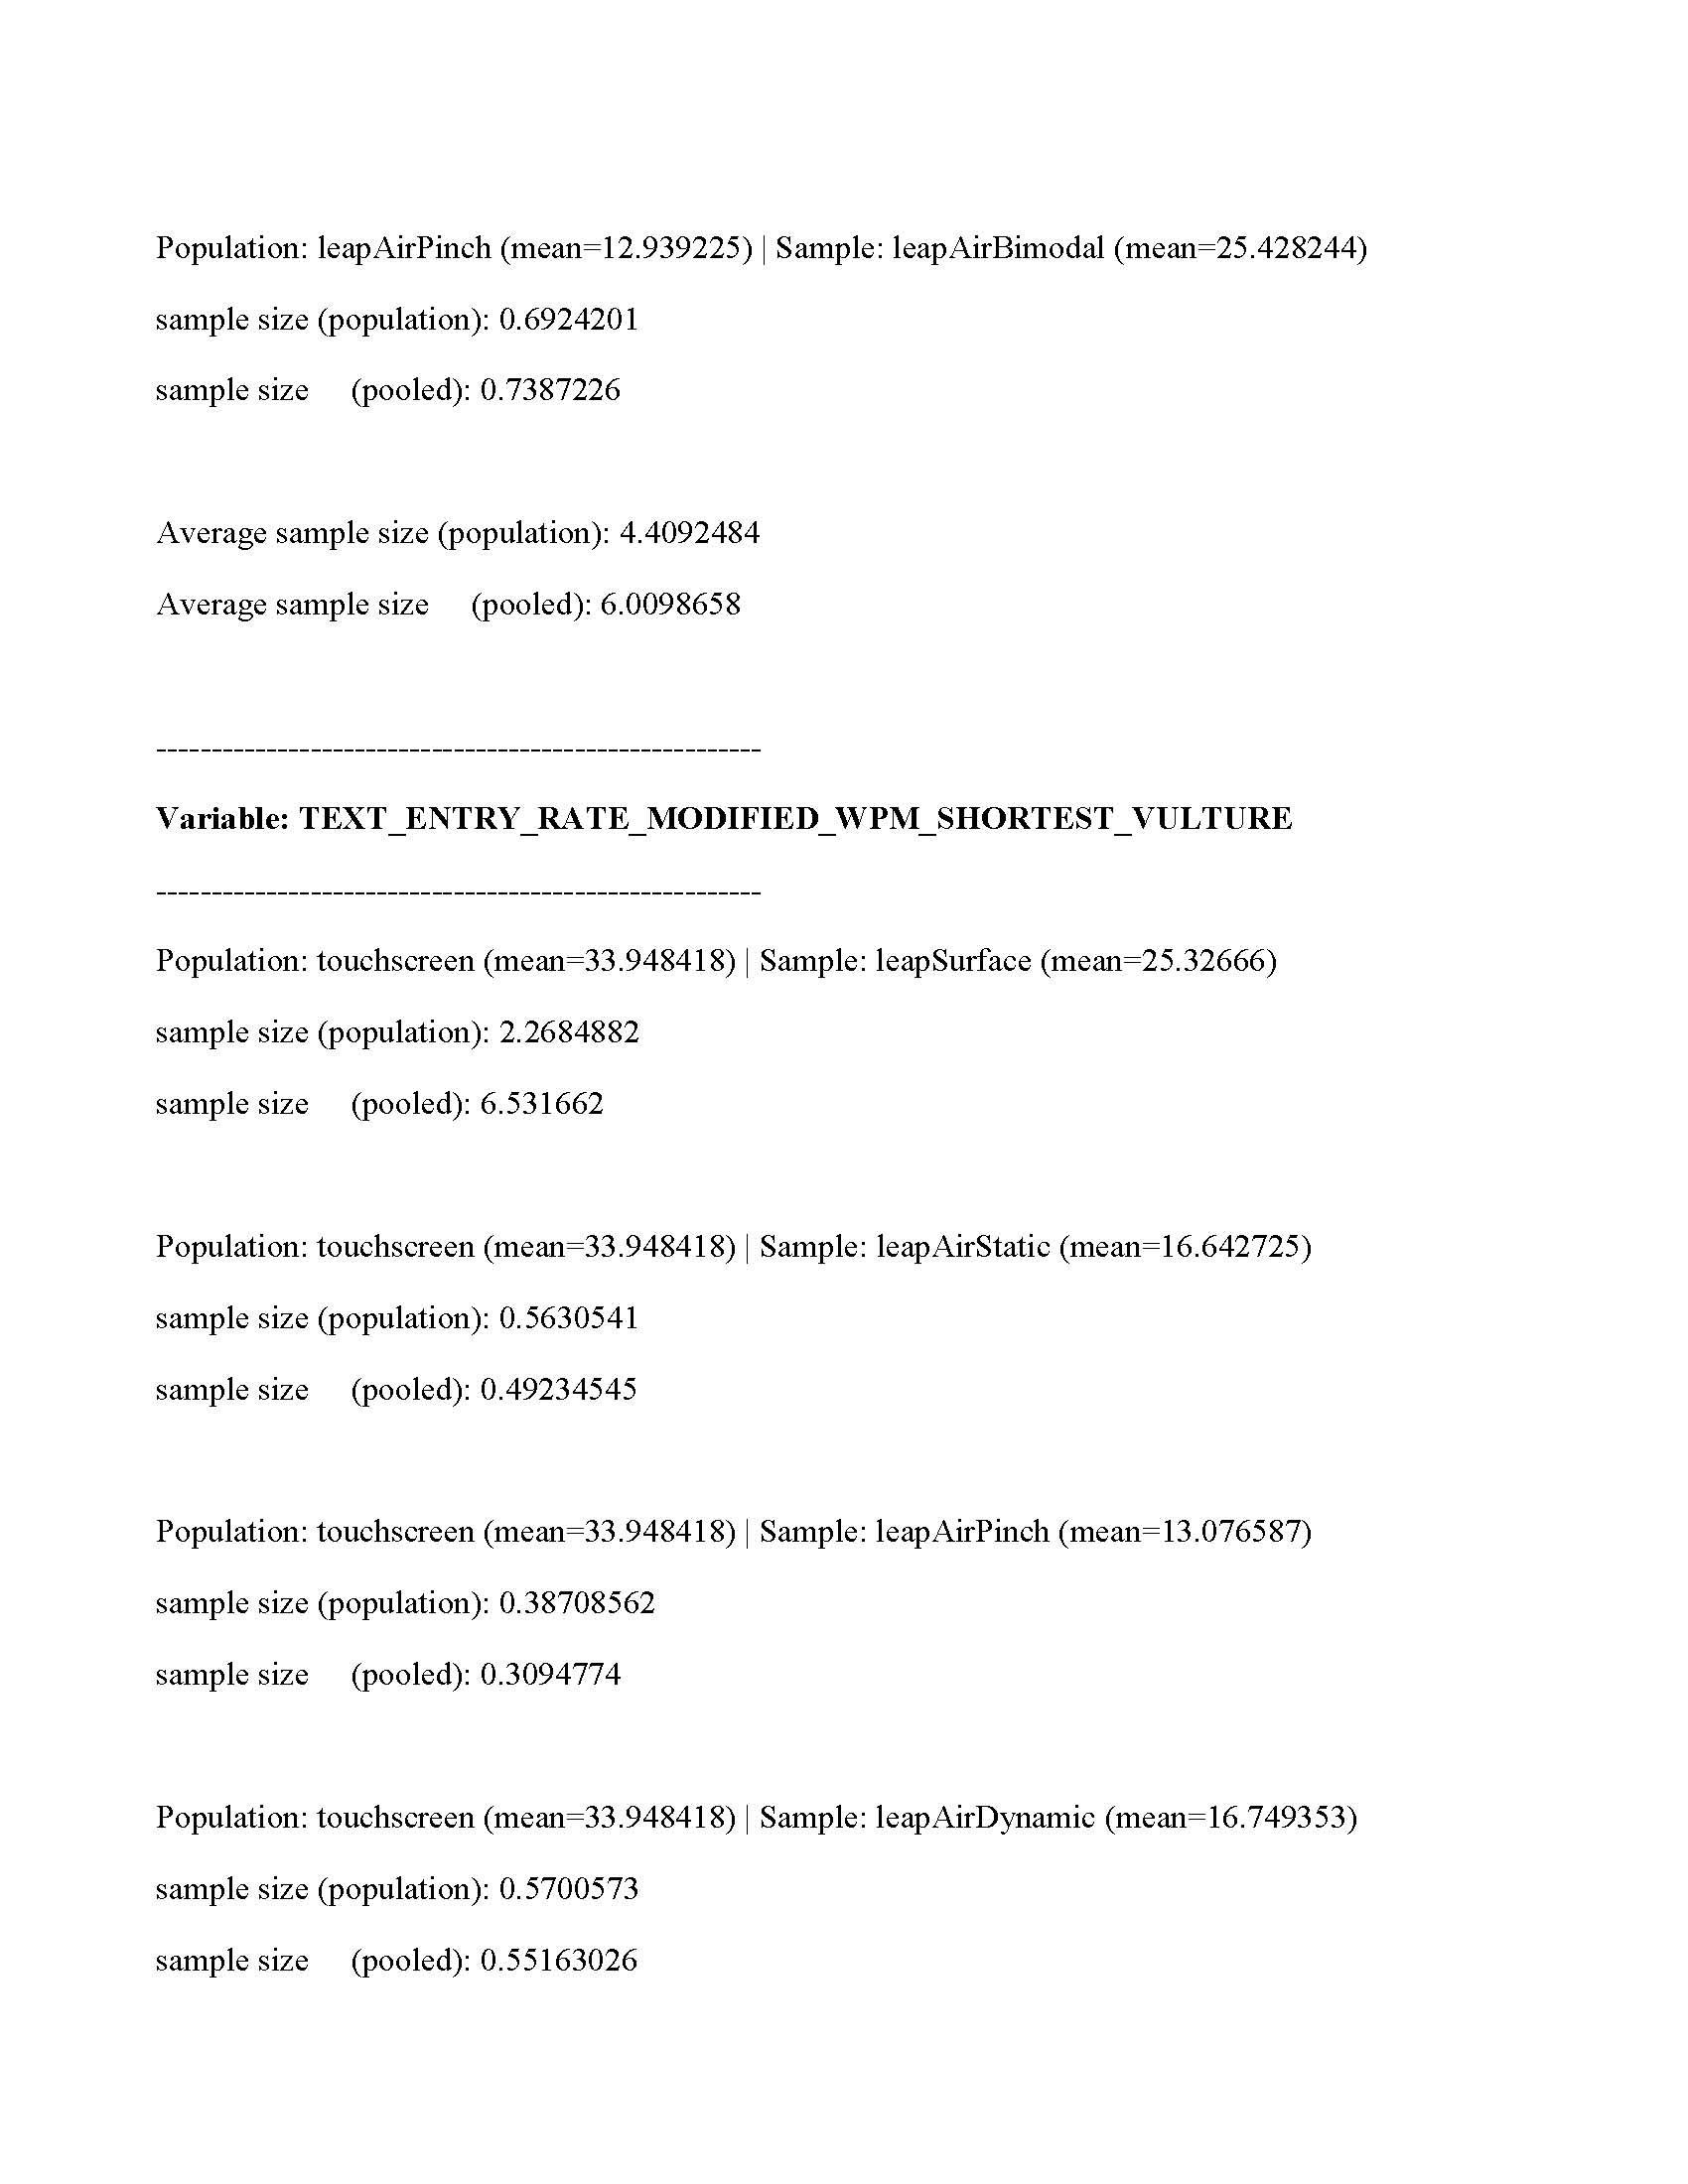 Population: leapAirPinch (mean=12.939225) | Sample: leapAirBimodal (mean=25.428244)
sample size (population): 0.6924201
sample size     (pooled): 0.7387226
Average sample size (population): 4.4092484
Average sample size     (pooled): 6.0098658
-------------------------------------------------------
Variable: TEXT_ENTRY_RATE_MODIFIED_WPM_SHORTEST_VULTURE
-------------------------------------------------------
Population: touchscreen (mean=33.948418) | Sample: leapSurface (mean=25.32666)
sample size (population): 2.2684882
sample size     (pooled): 6.531662
Population: touchscreen (mean=33.948418) | Sample: leapAirStatic (mean=16.642725)
sample size (population): 0.5630541
sample size     (pooled): 0.49234545
Population: touchscreen (mean=33.948418) | Sample: leapAirPinch (mean=13.076587)
sample size (population): 0.38708562
sample size     (pooled): 0.3094774
Population: touchscreen (mean=33.948418) | Sample: leapAirDynamic (mean=16.749353)
sample size (population): 0.5700573
sample size     (pooled): 0.55163026